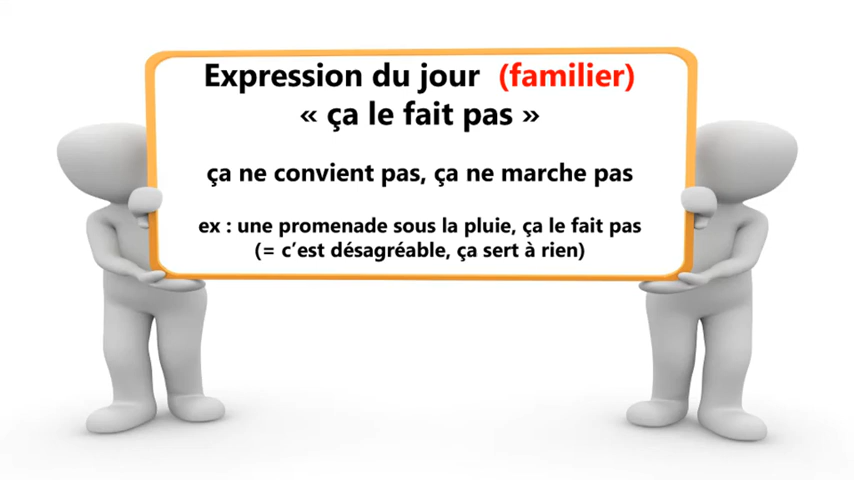 Expression du jour (familier)
« ça le fait pas »
ça ne convient pas, ça ne marche pas
ex : une promenade sous la pluie, ça le fait pas
(= c’est désagréable, ça sert à rien)